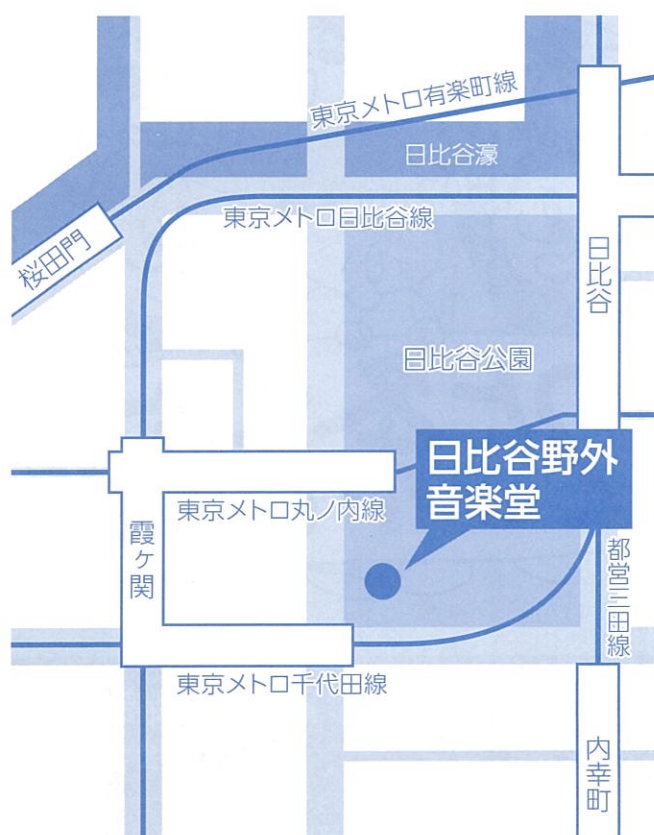 東京メトロ有楽町線
日比谷濠
東京メトロ日比谷線
桜田門
日比谷
日比谷公園
日比谷野外
音楽堂
東京メトロ丸ノ内線
霞ヶ関
都営三田線
東京メトロ千代田線
内幸町